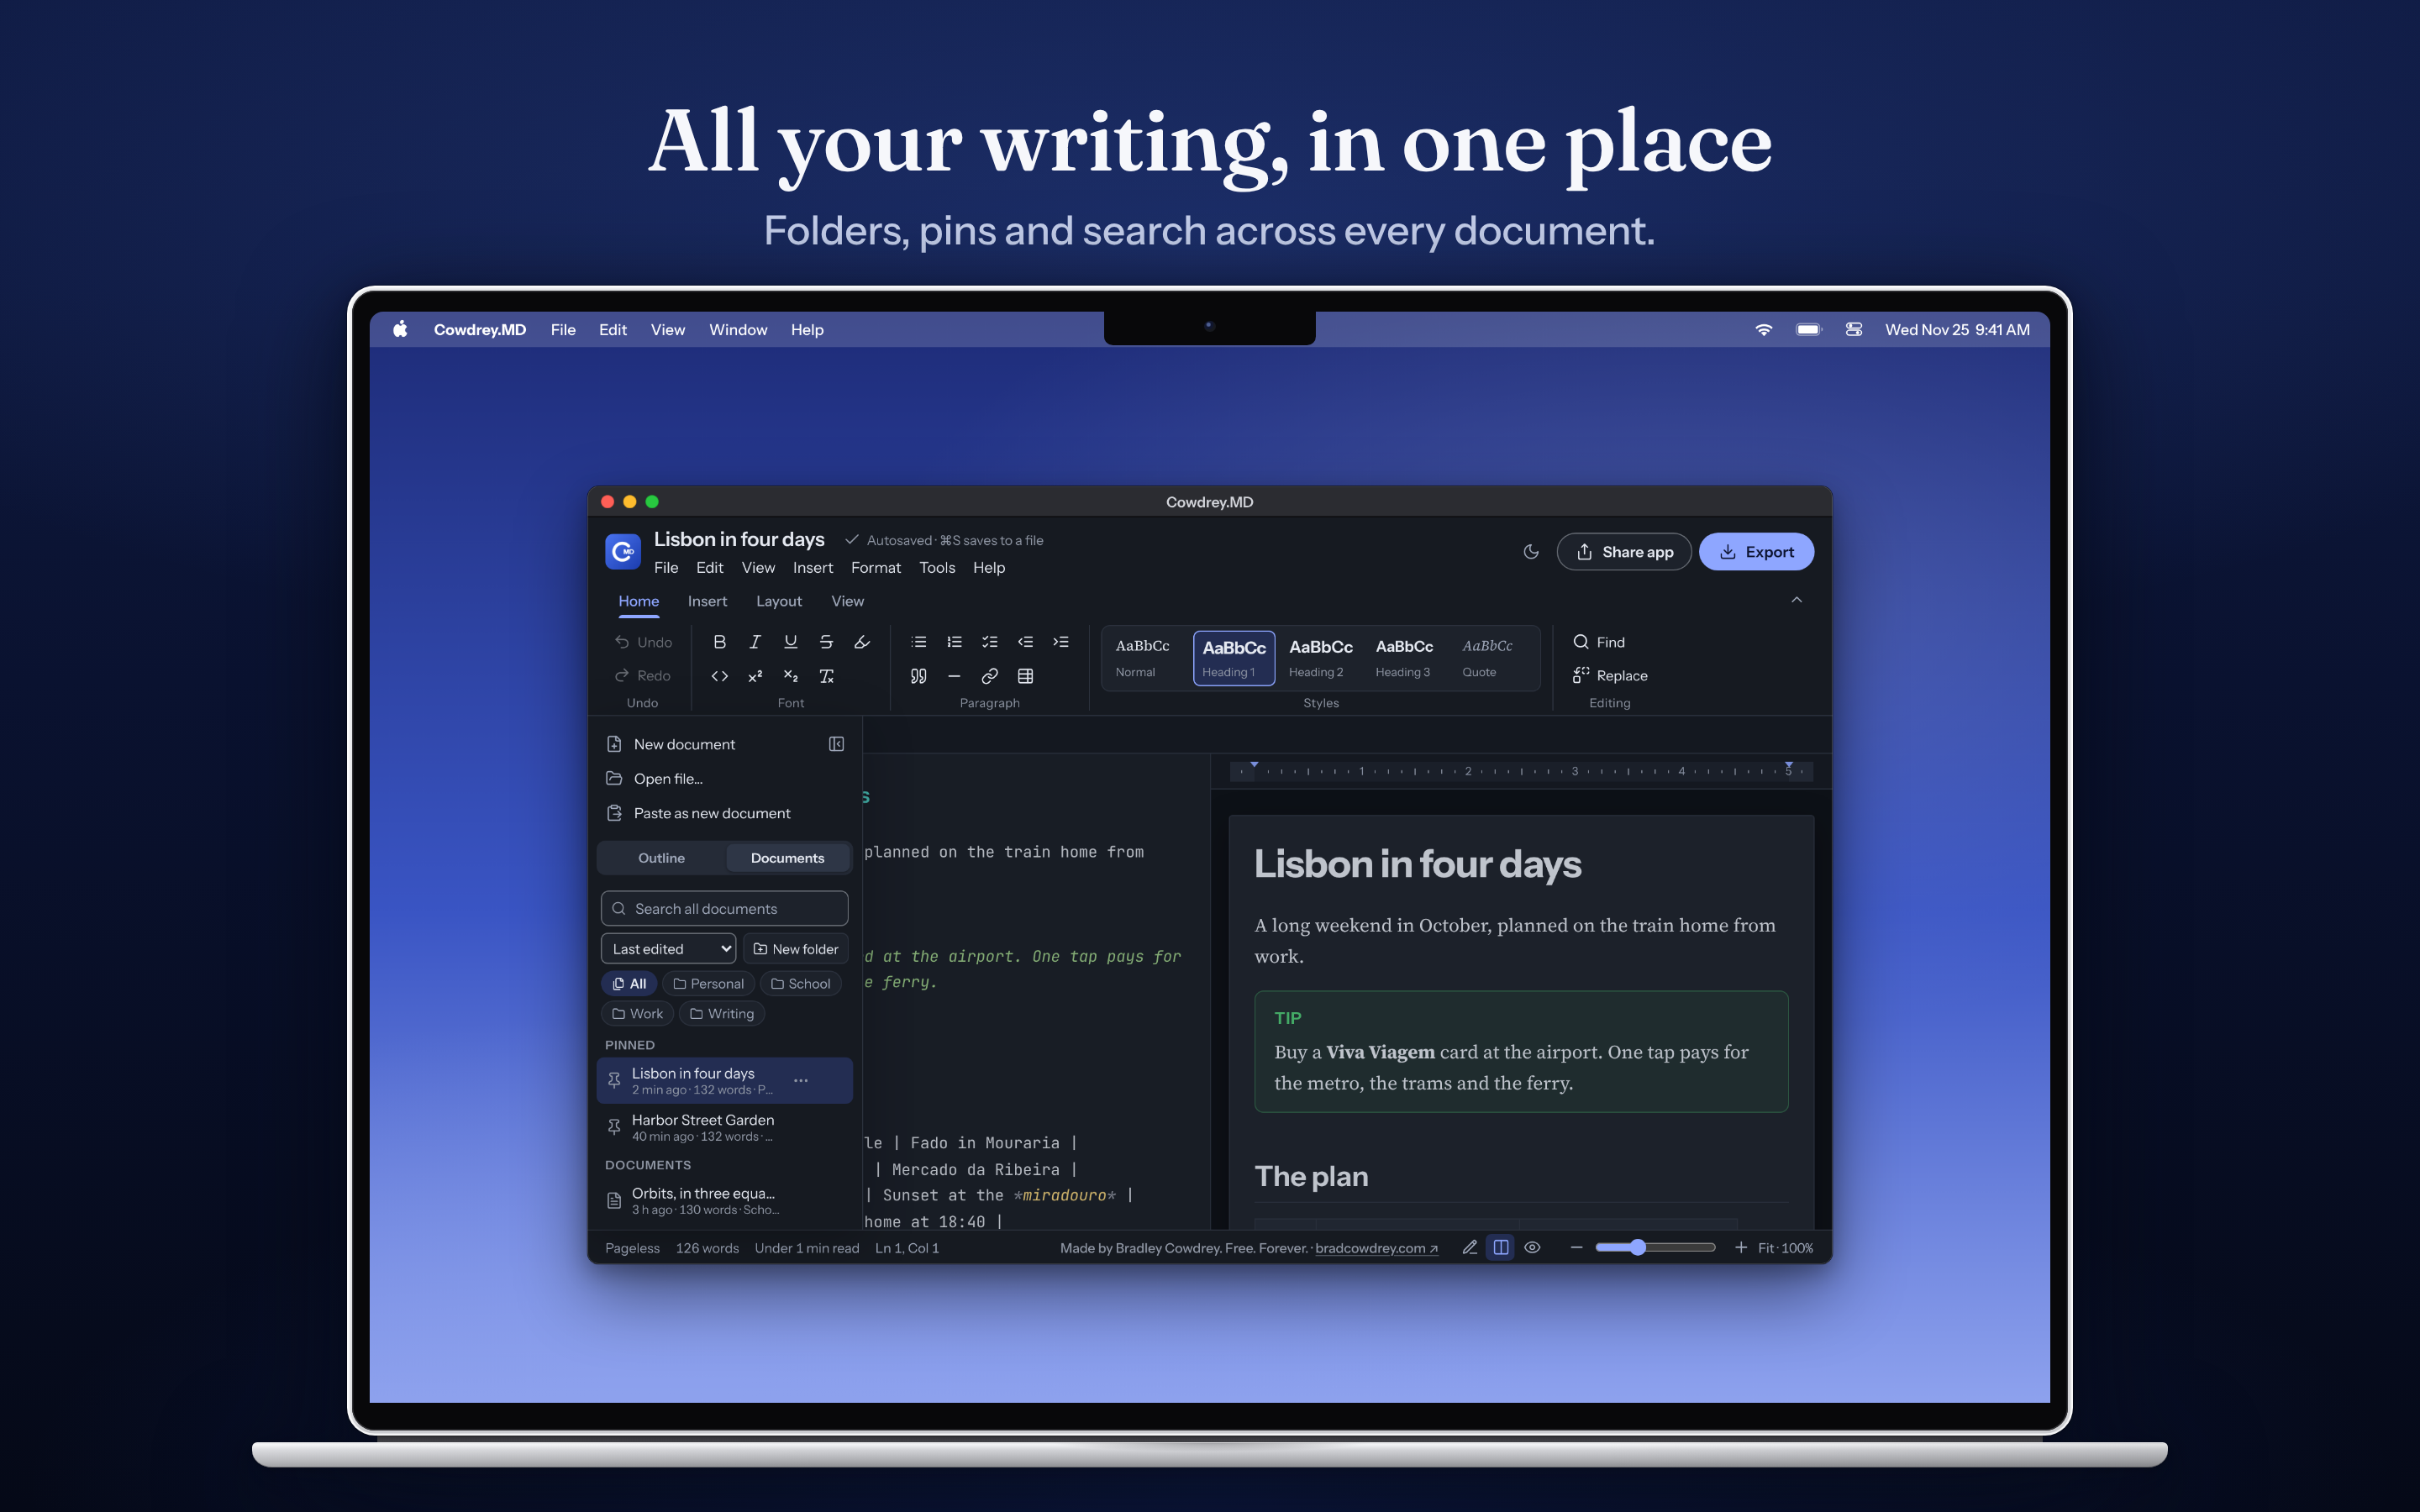 All your writing, in one place
Folders, pins and search across every document.
Cowdrey.MD File Edit View Window Help
Wed Nov 25 9:41 AM
Cowdrey.MD
C MD
Lisbon in four days
Autosaved · ⌘S saves to a file
File Edit View Insert Format Tools Help
Share app
Export
Home Insert Layout View
Undo
Redo
Undo
Font
Paragraph
AaBbCc AaBbCc AaBbCc AaBbCc AaBbCc
Normal Heading 1 Heading 2 Heading 3 Quote
Styles
Find
Replace
Editing
New document
Open file...
Paste as new document
Outline Documents
Search all documents
Last edited
New folder
All Personal School
Work Writing
PINNED
Lisbon in four days
2 min ago · 132 words · P...
Harbor Street Garden
40 min ago · 132 words · ...
DOCUMENTS
Orbits, in three equa...
3 h ago · 130 words · Scho...
s
planned on the train home from
d at the airport. One tap pays for
e ferry.
le | Fado in Mouraria |
| Mercado da Ribeira |
| Sunset at the *miradouro* |
home at 18:40 |
1 2 3 4 5
Lisbon in four days
A long weekend in October, planned on the train home from
work.
TIP
Buy a Viva Viagem card at the airport. One tap pays for
the metro, the trams and the ferry.
The plan
Pageless 126 words Under 1 min read Ln 1, Col 1
Made by Bradley Cowdrey. Free. Forever. · bradcowdrey.com ↗
Fit · 100%